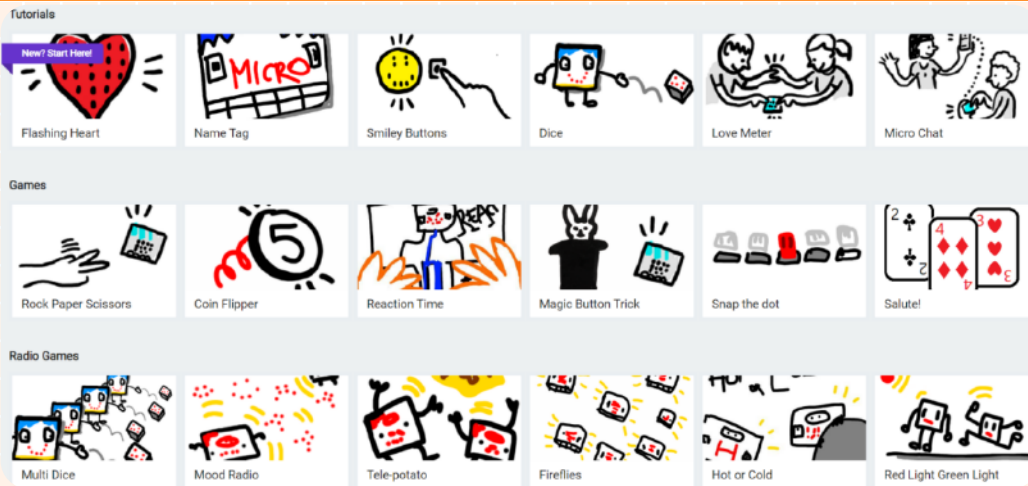 Tutorials
New? Start Here!
MICRO
Flashing Heart
Name Tag
Smiley Buttons
Dice
Love Meter
Micro Chat
Games
5
2
2
4
4
3
3
Rock Paper Scissors
Coin Flipper
Reaction Time
Magic Button Trick
Snap the dot
Salute!
Radio Games
Multi Dice
Mood Radio
Tele-potato
Fireflies
Hot or Cold
Red Light Green Light